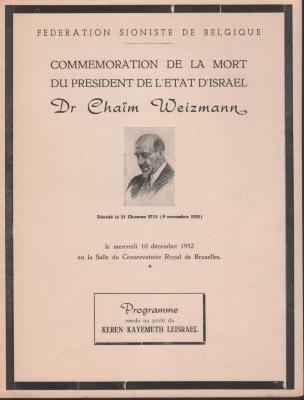 FEDERATION SIONISTE DE BELGIQUE
COMMEMORATION DE LA MORT
DU PRESIDENT DE L'ETAT D'ISRAEL
Dr Chaïm Weizmann
Décédé le 21 Chesvan 5713 (9 novembre 1952)
le mercredi 10 décembre 1952
en la Salle du Conservatoire Royal de Bruxelles.
*
Programme
vendu au profit du
KEREN KAYEMETH LEISRAEL